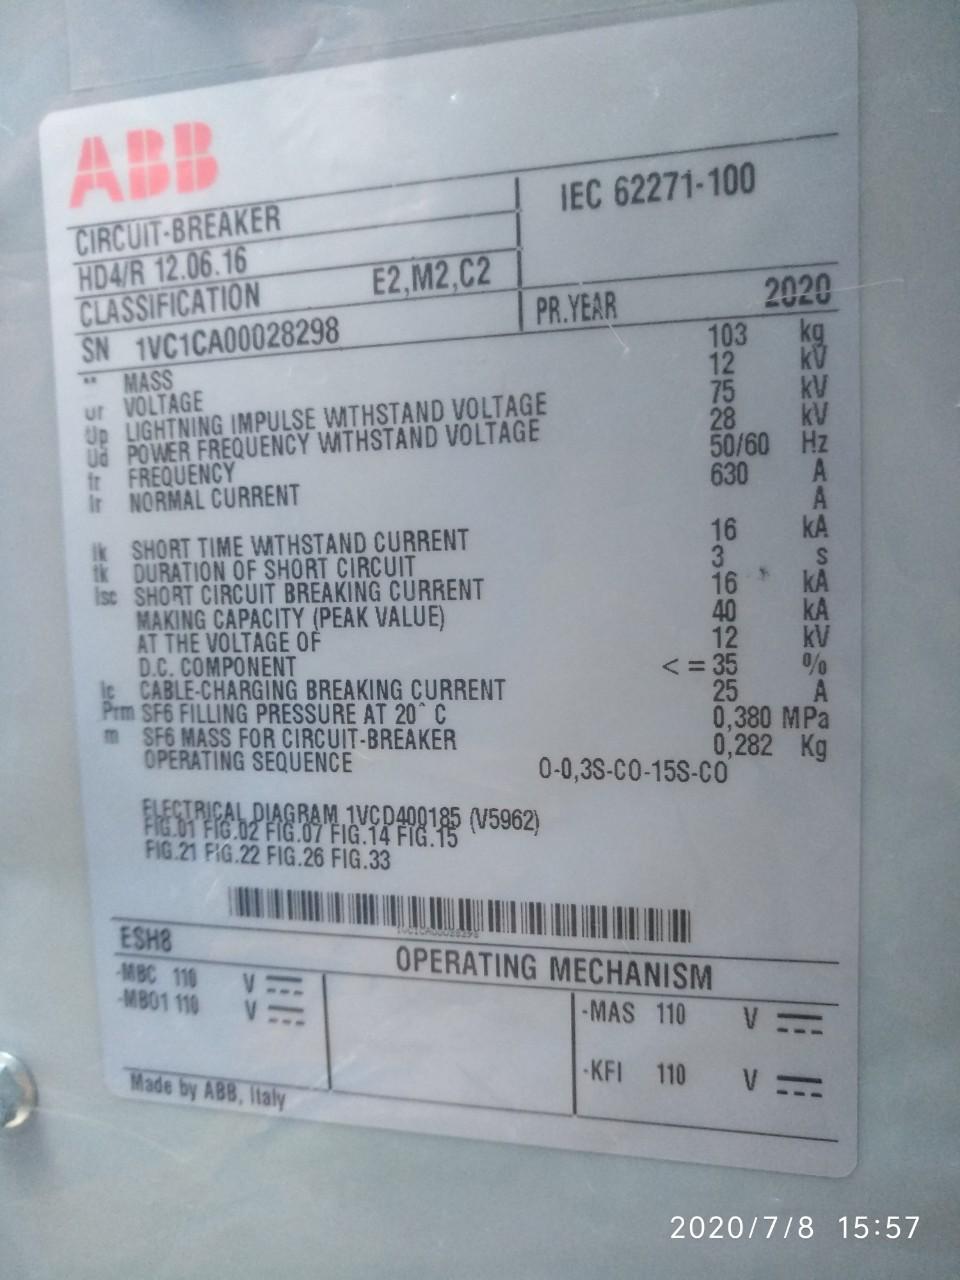 ABB
CIRCUIT-BREAKER
IEC 62271-100
HD4/R 12.06.16
CLASSIFICATION E2,M2,C2
SN 1VC1CA00028298
PR.YEAR 2020
** MASS 103 kg
Ur VOLTAGE 12 kV
Up LIGHTNING IMPULSE WITHSTAND VOLTAGE 75 kV
Ud POWER FREQUENCY WITHSTAND VOLTAGE 28 kV
fr FREQUENCY 50/60 Hz
Ir NORMAL CURRENT 630 A
A
Ik SHORT TIME WITHSTAND CURRENT 16 kA
tk DURATION OF SHORT CIRCUIT 3 s
Isc SHORT CIRCUIT BREAKING CURRENT 16 kA
MAKING CAPACITY (PEAK VALUE) 40 kA
AT THE VOLTAGE OF 12 kV
D.C. COMPONENT <= 35 %
Ic CABLE-CHARGING BREAKING CURRENT 25 A
Prm SF6 FILLING PRESSURE AT 20° C 0,380 MPa
m SF6 MASS FOR CIRCUIT-BREAKER 0,282 Kg
OPERATING SEQUENCE O-0,3S-CO-15S-CO
ELECTRICAL DIAGRAM 1VCD400185 (V5962)
FIG.01 FIG.02 FIG.07 FIG.14 FIG.15
FIG.21 FIG.22 FIG.26 FIG.33
1VC1CA00028298
ESH8
OPERATING MECHANISM
-MBC 110 V
-MBO1 110 V
-MAS 110 V
-KFI 110 V
Made by ABB, Italy
2020/7/8 15:57